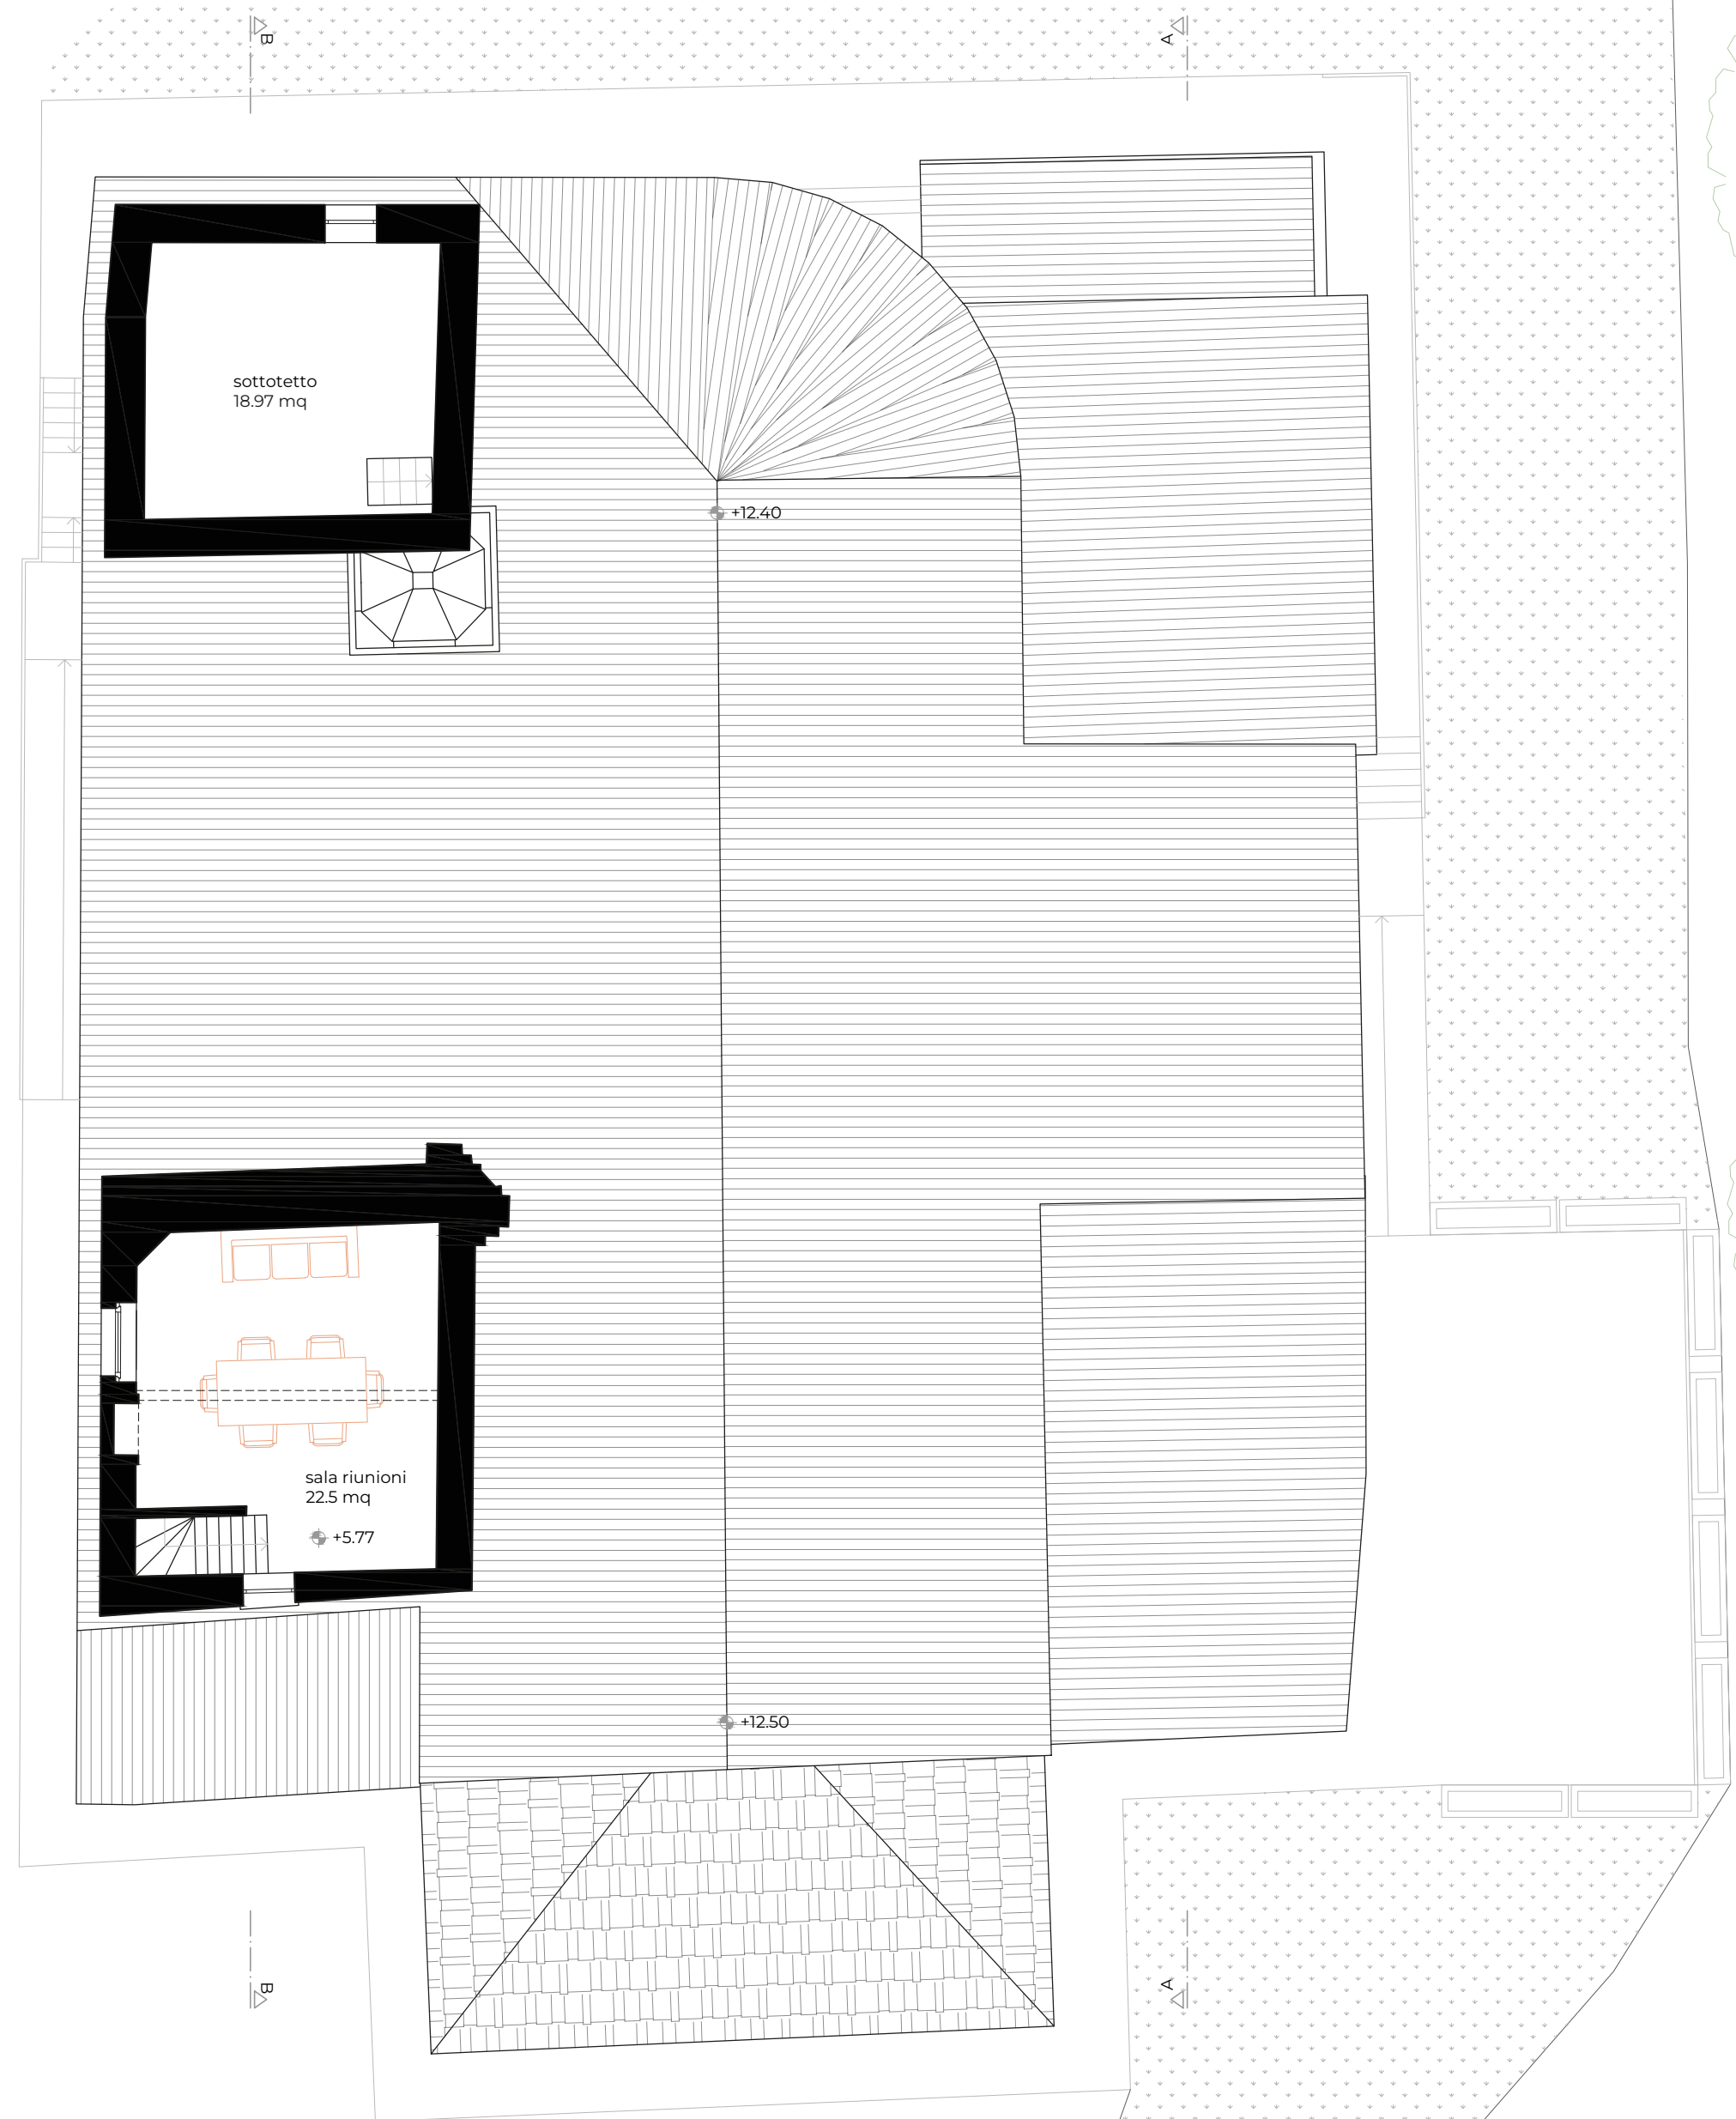 B
A
sottotetto
18.97 mq
+12.40
sala riunioni
22.5 mq
+5.77
+12.50
B
A